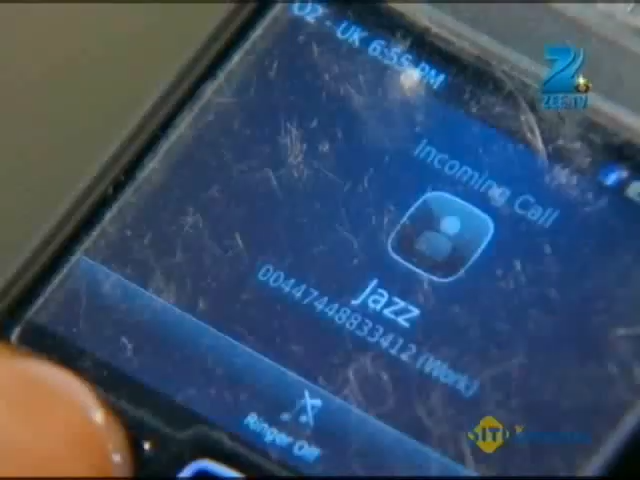 O2 - UK 6:55 PM
ZEE TV
Incoming Call
Jazz
00447448833412 (Work)
Ringer Off